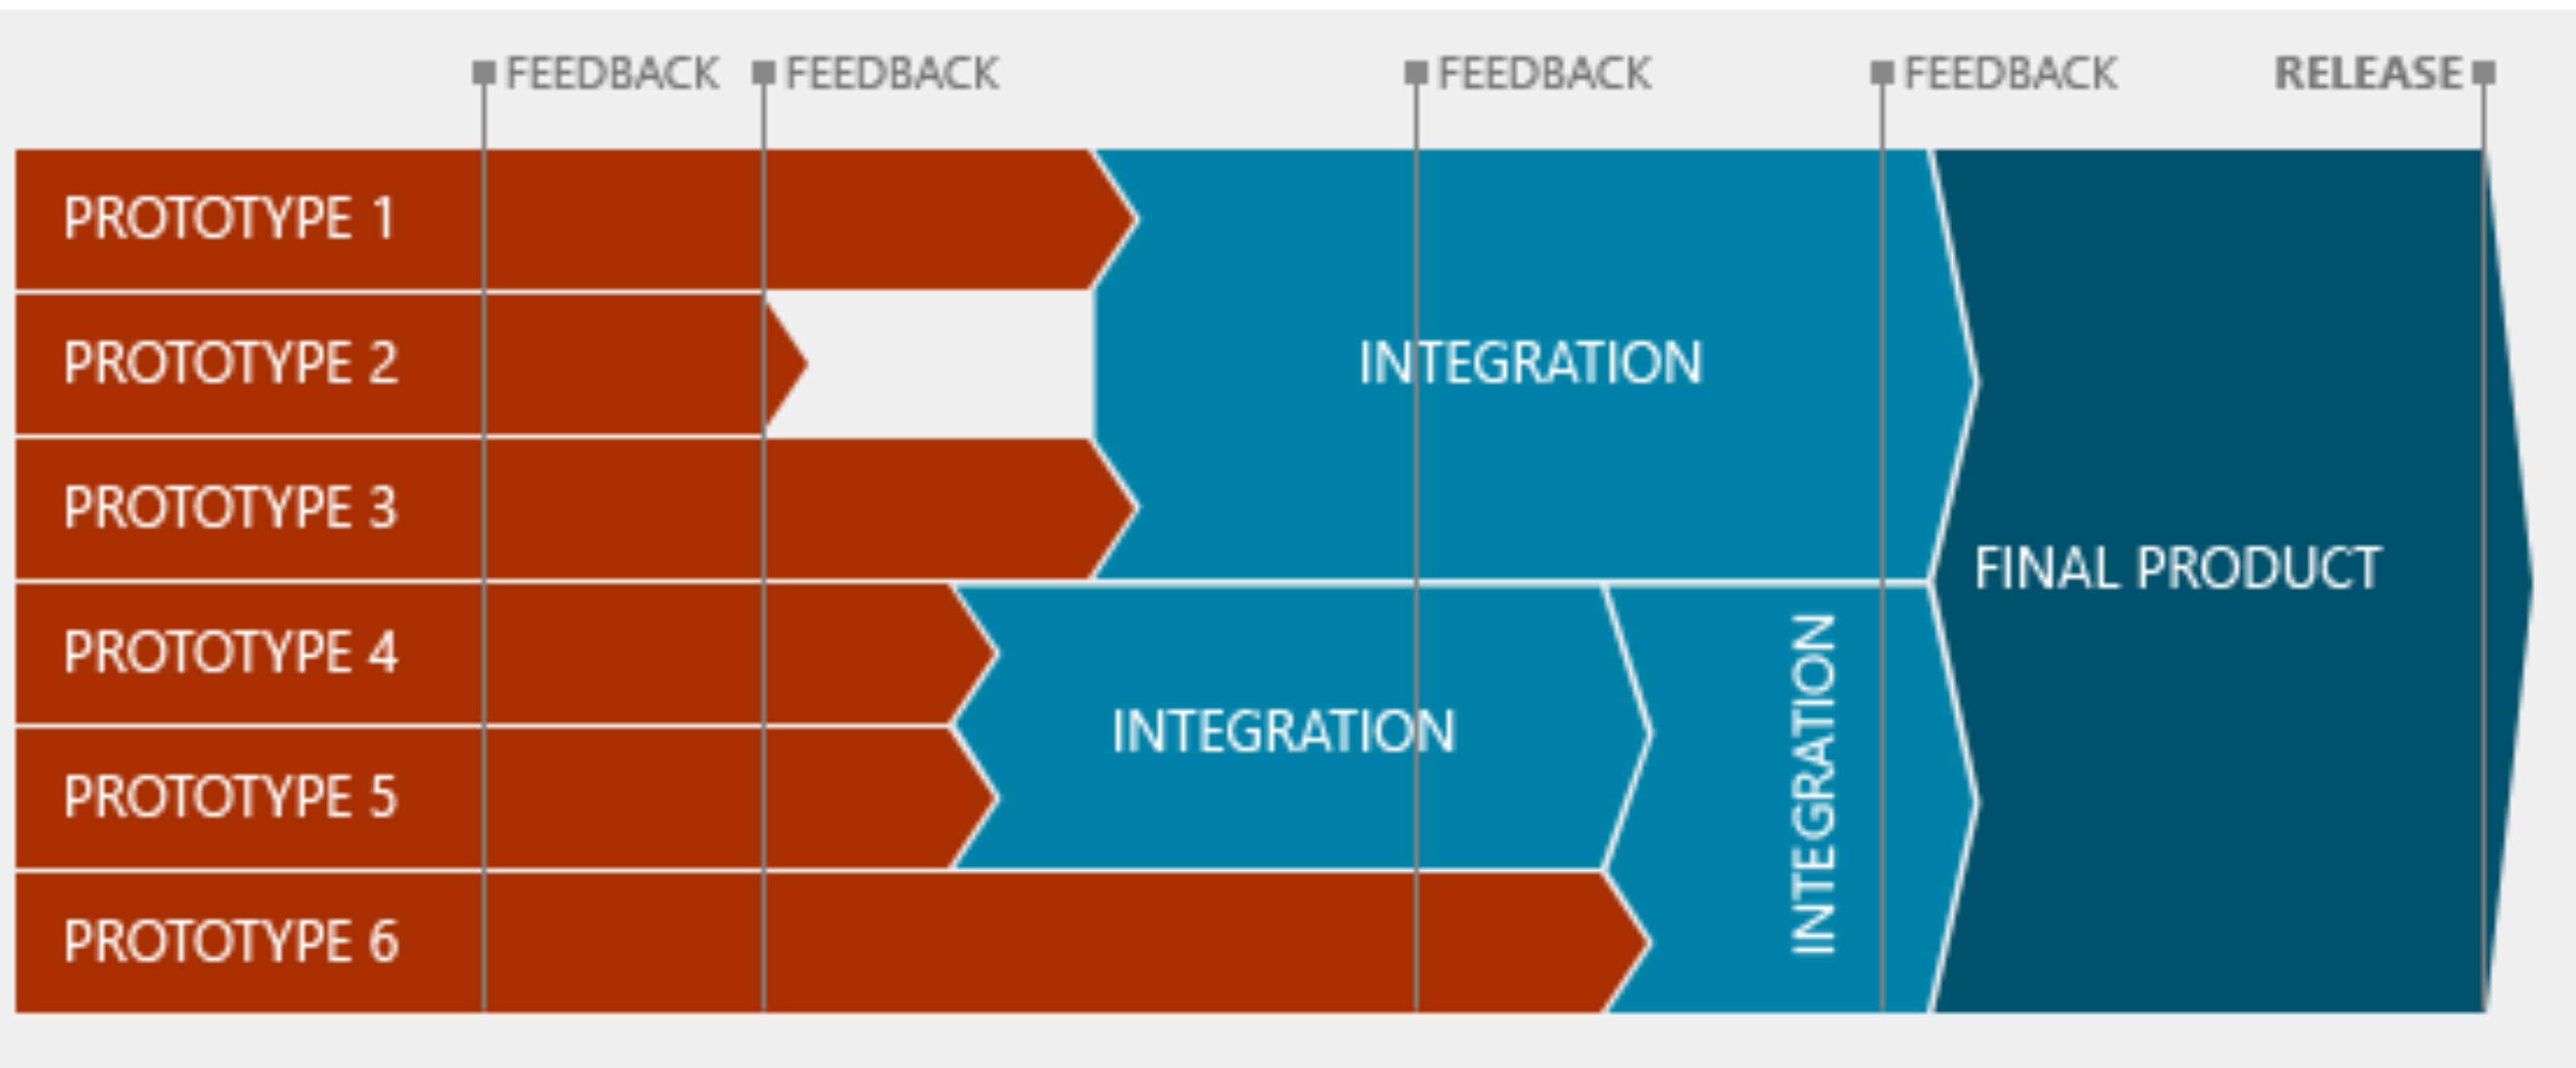 FEEDBACK FEEDBACK FEEDBACK FEEDBACK RELEASE
PROTOTYPE 1
PROTOTYPE 2
INTEGRATION
PROTOTYPE 3
FINAL PRODUCT
PROTOTYPE 4
PROTOTYPE 5
INTEGRATION
INTEGRATION
PROTOTYPE 6